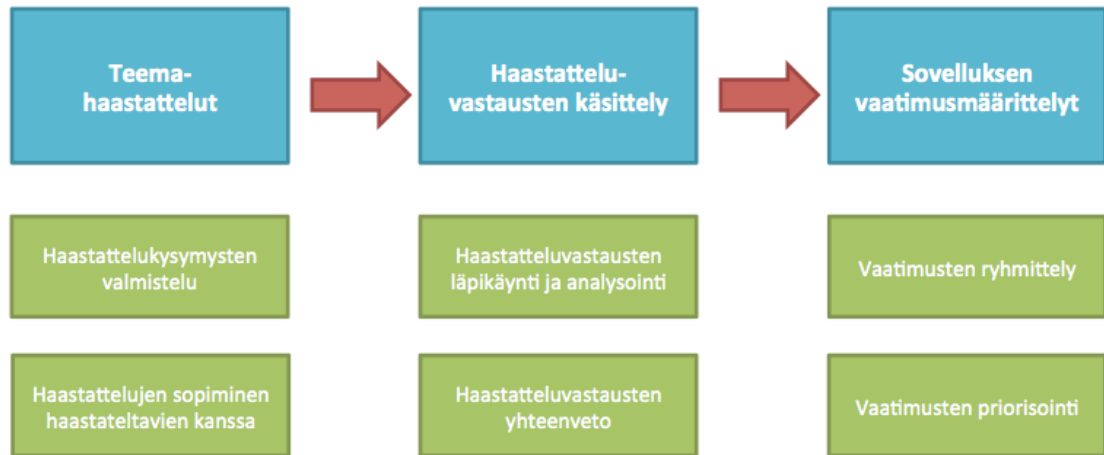 Teema-
haastattelut
Haastattelu-
vastausten käsittely
Sovelluksen
vaatimusmäärittelyt
Haastattelukysymysten
valmistelu
Haastatteluvastausten
läpikäynti ja analysointi
Vaatimusten ryhmittely
Haastattelujen sopiminen
haastateltavien kanssa
Haastatteluvastausten
yhteenveto
Vaatimusten priorisointi